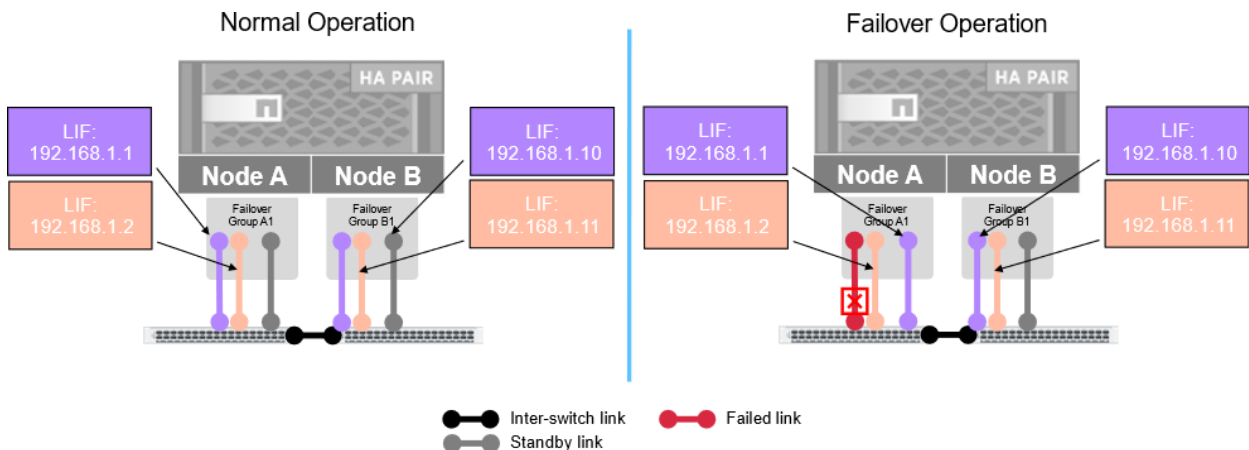 Normal Operation
HA PAIR
LIF:
192.168.1.1
LIF:
192.168.1.10
Node A
Node B
LIF:
192.168.1.2
LIF:
192.168.1.11
Failover
Group A1
Failover
Group B1
Failover Operation
HA PAIR
LIF:
192.168.1.1
LIF:
192.168.1.10
Node A
Node B
LIF:
192.168.1.2
LIF:
192.168.1.11
Failover
Group A1
Failover
Group B1
Inter-switch link
Failed link
Standby link